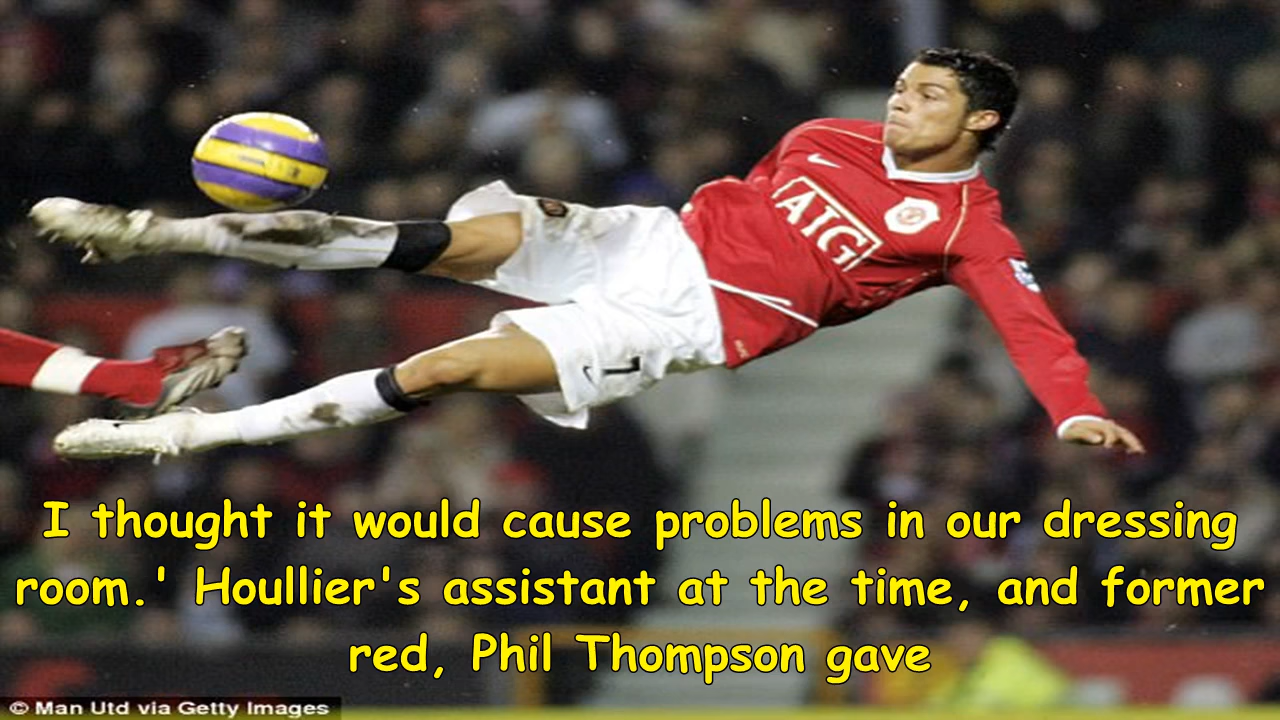 AIG
7
I thought it would cause problems in our dressing
room.' Houllier's assistant at the time, and former
red, Phil Thompson gave
© Man Utd via Getty Images